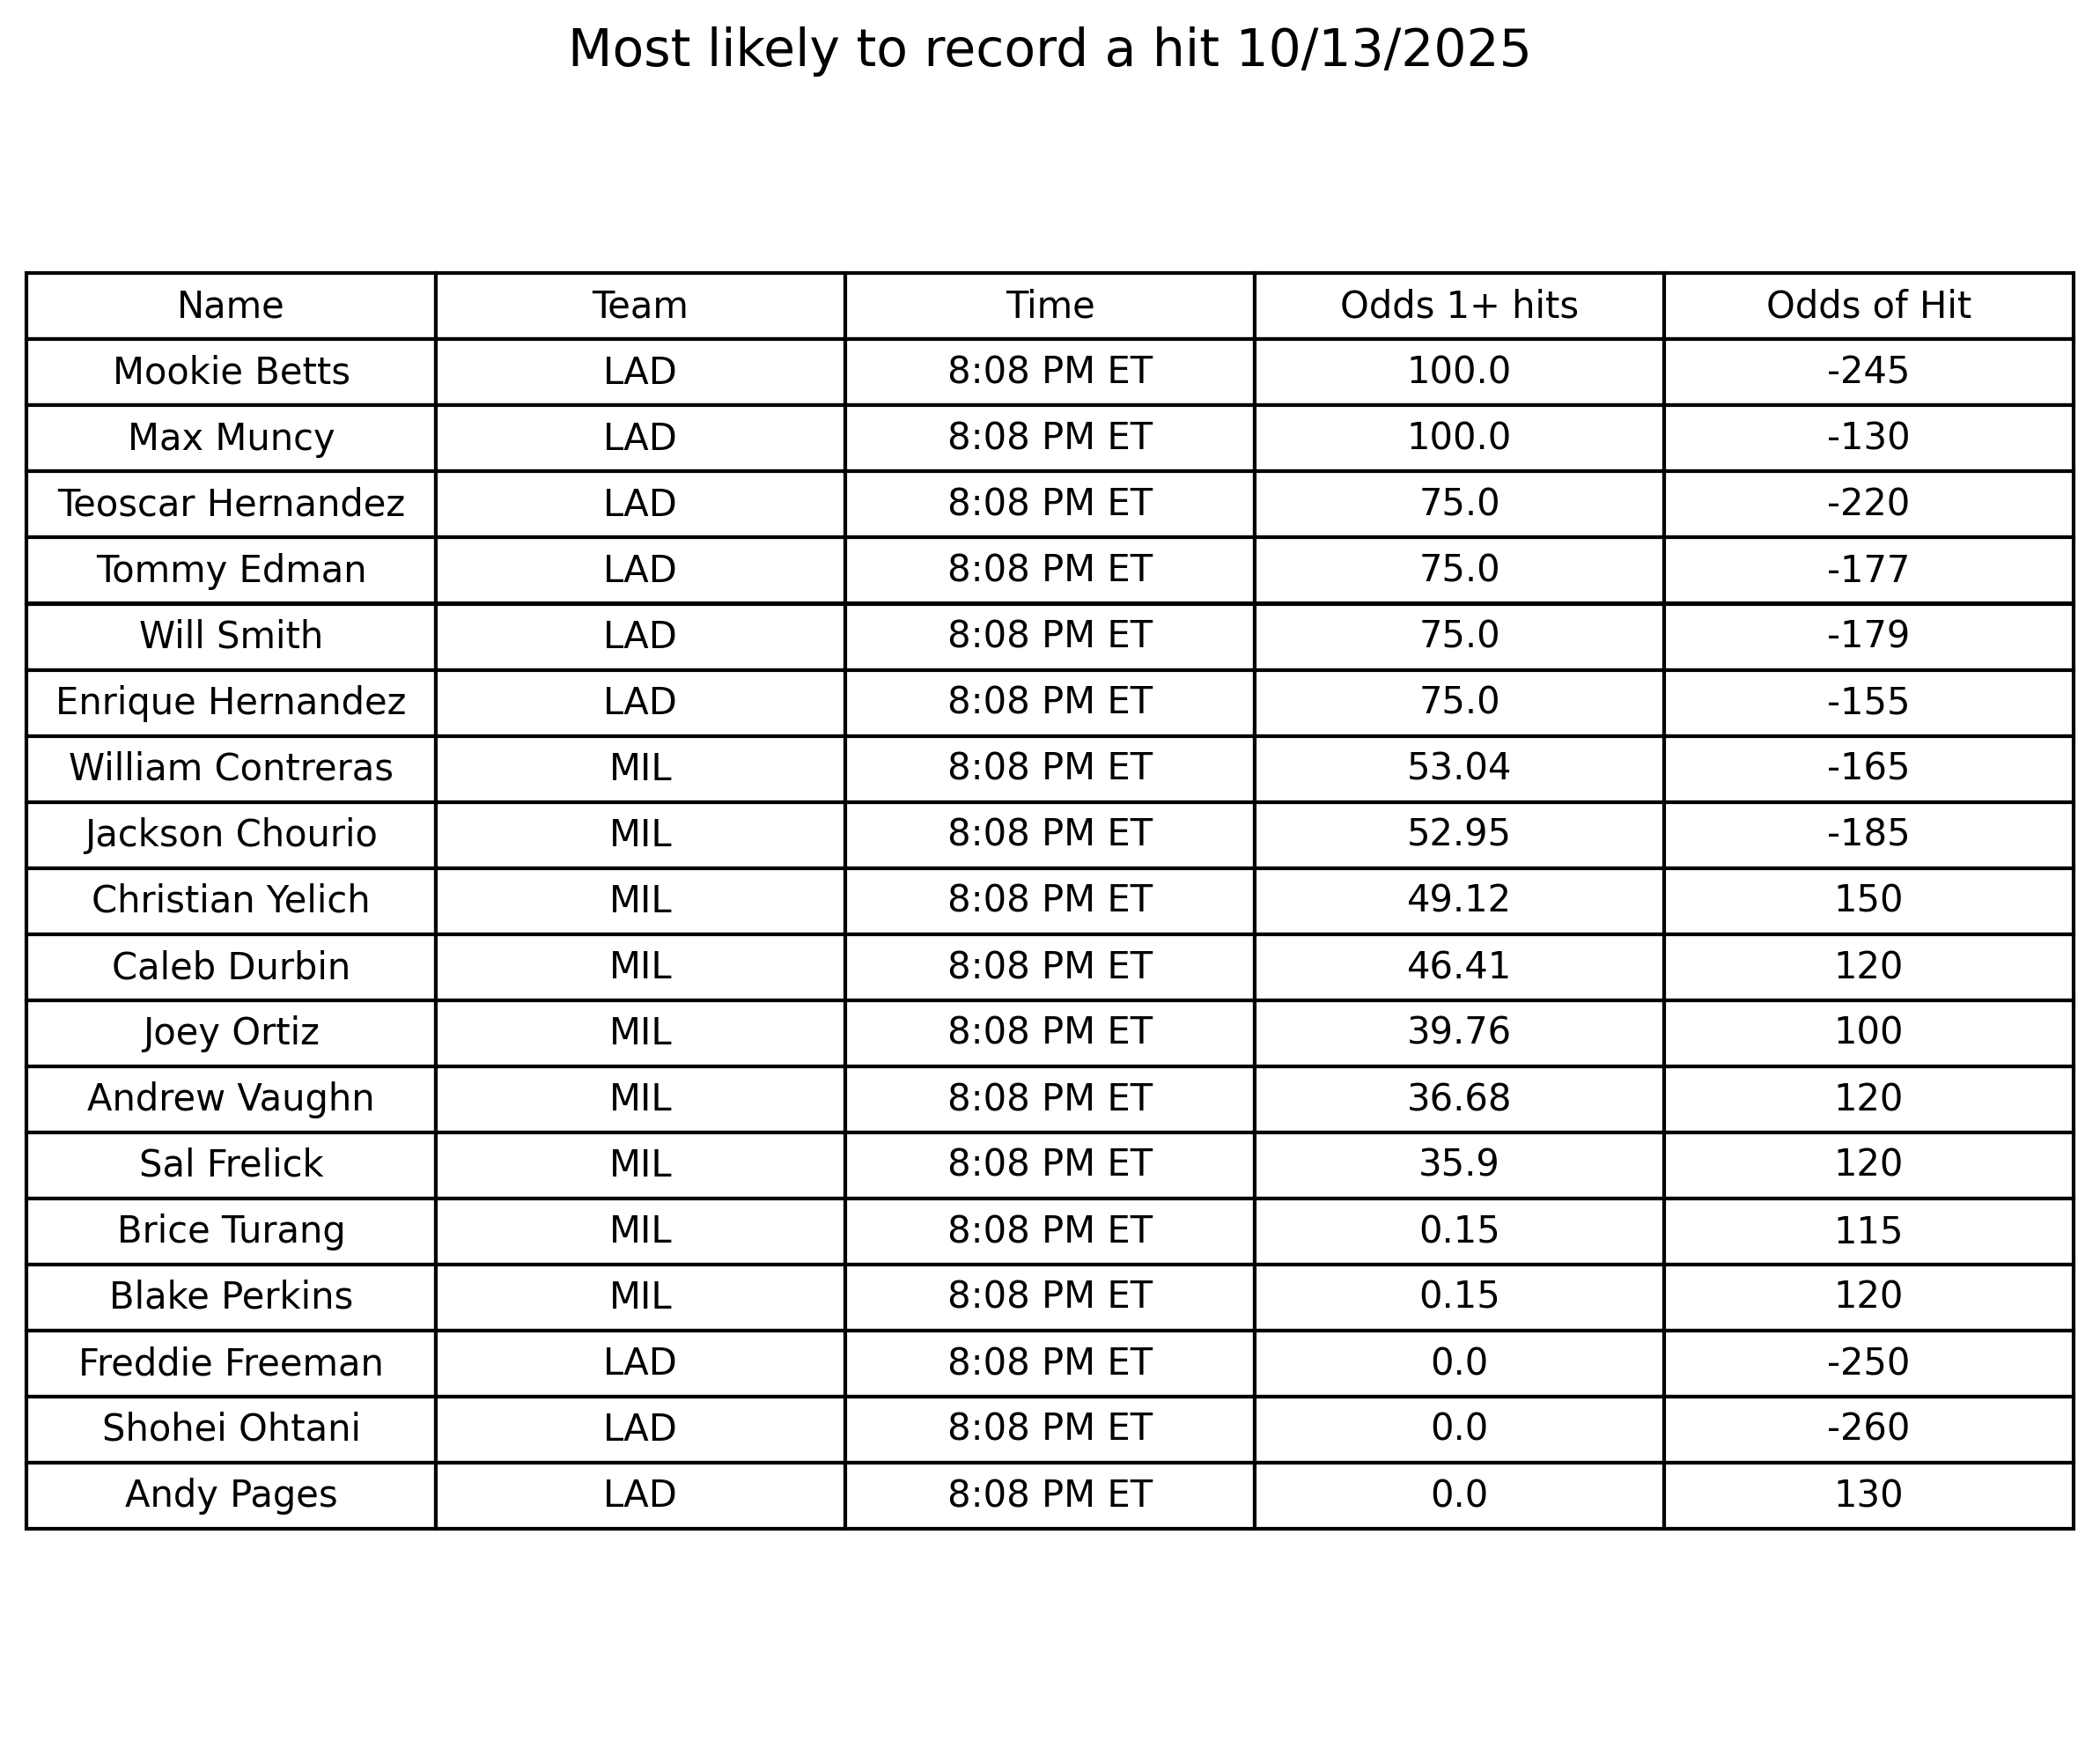 Most likely to record a hit 10/13/2025
Name Team Time Odds 1+ hits Odds of Hit
Mookie Betts LAD 8:08 PM ET 100.0 -245
Max Muncy LAD 8:08 PM ET 100.0 -130
Teoscar Hernandez LAD 8:08 PM ET 75.0 -220
Tommy Edman LAD 8:08 PM ET 75.0 -177
Will Smith LAD 8:08 PM ET 75.0 -179
Enrique Hernandez LAD 8:08 PM ET 75.0 -155
William Contreras MIL 8:08 PM ET 53.04 -165
Jackson Chourio MIL 8:08 PM ET 52.95 -185
Christian Yelich MIL 8:08 PM ET 49.12 150
Caleb Durbin MIL 8:08 PM ET 46.41 120
Joey Ortiz MIL 8:08 PM ET 39.76 100
Andrew Vaughn MIL 8:08 PM ET 36.68 120
Sal Frelick MIL 8:08 PM ET 35.9 120
Brice Turang MIL 8:08 PM ET 0.15 115
Blake Perkins MIL 8:08 PM ET 0.15 120
Freddie Freeman LAD 8:08 PM ET 0.0 -250
Shohei Ohtani LAD 8:08 PM ET 0.0 -260
Andy Pages LAD 8:08 PM ET 0.0 130